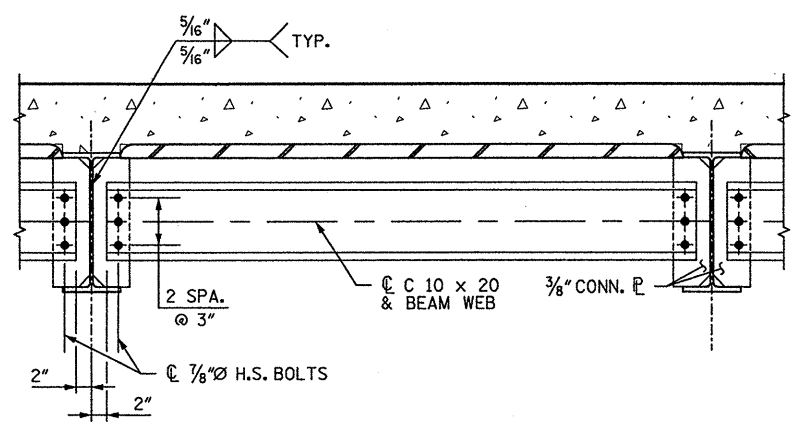 5/16"
5/16"
TYP.
2 SPA.
@ 3"
℄ C 10 x 20
& BEAM WEB
3/8" CONN. ℙL
℄ 7/8"Ø H.S. BOLTS
2"
2"